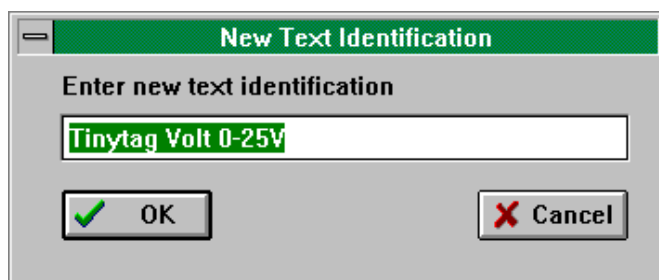 New Text Identification
Enter new text identification
Tinytag Volt 0-25V
OK
Cancel